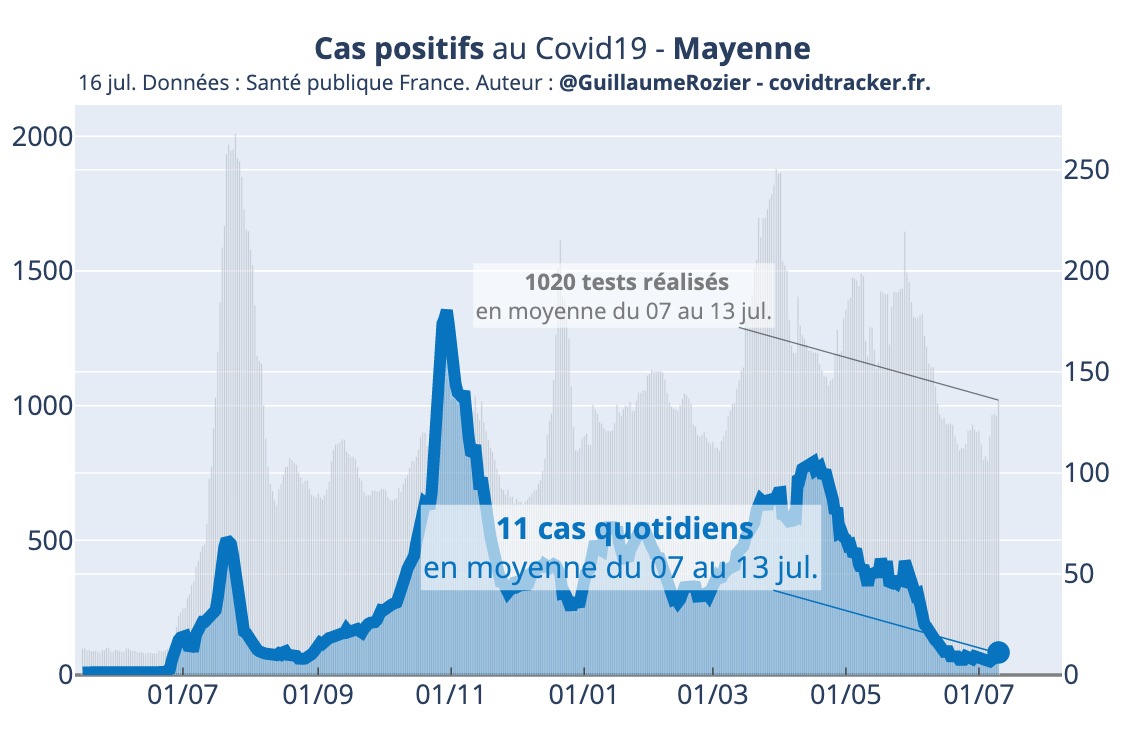 Cas positifs au Covid19 - Mayenne
16 jul. Données : Santé publique France. Auteur : @GuillaumeRozier - covidtracker.fr.
2000
1500
1000
500
0
250
200
150
100
50
0
1020 tests réalisés
en moyenne du 07 au 13 jul.
11 cas quotidiens
en moyenne du 07 au 13 jul.
01/07 01/09 01/11 01/01 01/03 01/05 01/07